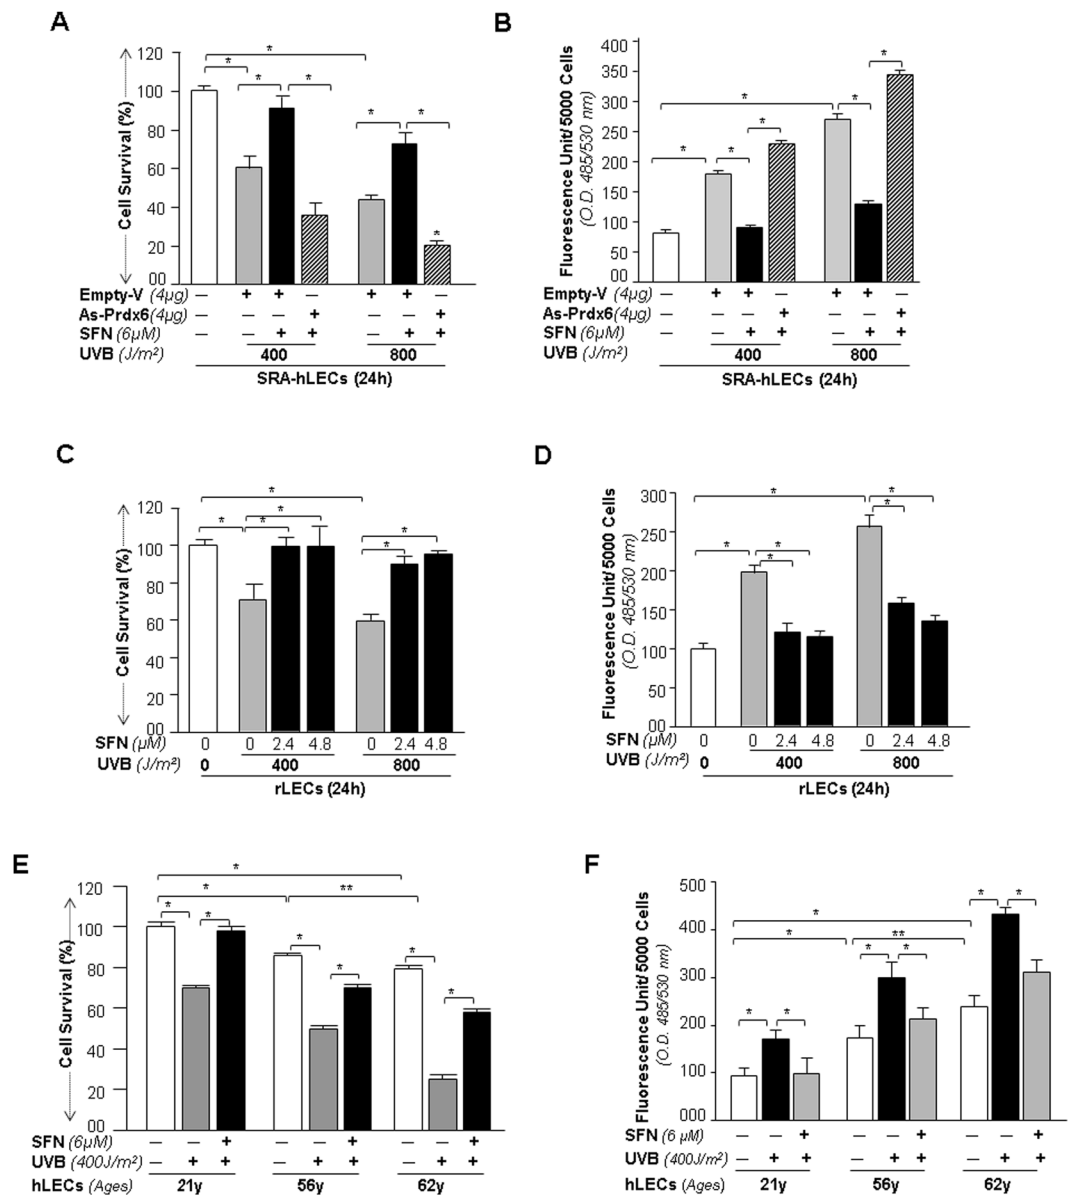 A
120
100
80
60
40
20
00
Cell Survival (%)
* * * * * * *
Empty-V (4µg) — + + + +
As-Prdx6(4µg) — — — + — — +
SFN (6µM) — — + + — + +
UVB (J/m²) — 400 800
SRA-hLECs (24h)
B
400
350
300
250
200
150
100
50
00
Fluorescence Unit/ 5000 Cells
(O.D. 485/530 nm)
* * * * * *
Empty-V (4µg) — + + + +
As-Prdx6(4µg) — — — + — — +
SFN (6µM) — — + + — + +
UVB (J/m²) — 400 800
SRA-hLECs (24h)
C
120
100
80
60
40
20
00
Cell Survival (%)
* * * * * *
SFN (µM) 0 0 2.4 4.8 0 2.4 4.8
UVB (J/m²) 0 400 800
rLECs (24h)
D
300
250
200
150
100
50
00
Fluorescence Unit/ 5000 Cells
(O.D. 485/530 nm)
* * * * * *
SFN (µM) 0 0 2.4 4.8 0 2.4 4.8
UVB (J/m²) 0 400 800
rLECs (24h)
E
120
100
80
60
40
20
00
Cell Survival (%)
* * ** * * * * * *
SFN (6µM) — — + — — + — — +
UVB (400J/m²) — + + — + + — + +
hLECs (Ages) 21y 56y 62y
F
500
400
300
200
100
000
Fluorescence Unit/ 5000 Cells
(O.D. 485/530 nm)
* * ** * * * * * *
SFN (6 µM) — — + — — + — — +
UVB (400J/m²) — + + — + + — + +
hLECs (Ages) 21y 56y 62y